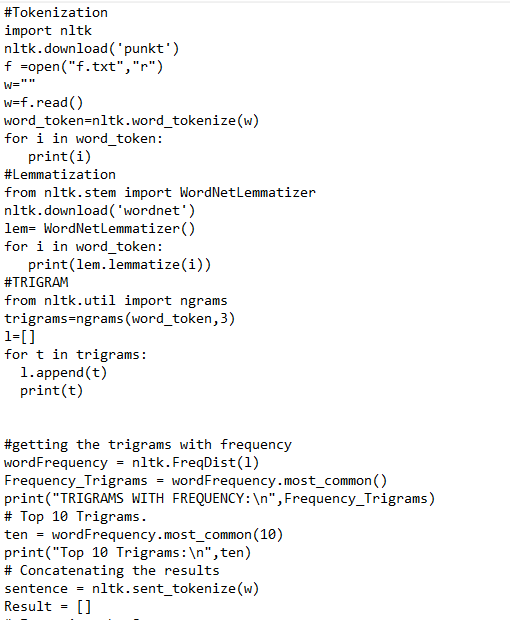 #Tokenization
import nltk
nltk.download('punkt')
f =open("f.txt","r")
w=""
w=f.read()
word_token=nltk.word_tokenize(w)
for i in word_token:
   print(i)
#Lemmatization
from nltk.stem import WordNetLemmatizer
nltk.download('wordnet')
lem= WordNetLemmatizer()
for i in word_token:
   print(lem.lemmatize(i))
#TRIGRAM
from nltk.util import ngrams
trigrams=ngrams(word_token,3)
l=[]
for t in trigrams:
  l.append(t)
  print(t)
#getting the trigrams with frequency
wordFrequency = nltk.FreqDist(l)
Frequency_Trigrams = wordFrequency.most_common()
print("TRIGRAMS WITH FREQUENCY:\n",Frequency_Trigrams)
# Top 10 Trigrams.
ten = wordFrequency.most_common(10)
print("Top 10 Trigrams:\n",ten)
# Concatenating the results
sentence = nltk.sent_tokenize(w)
Result = []